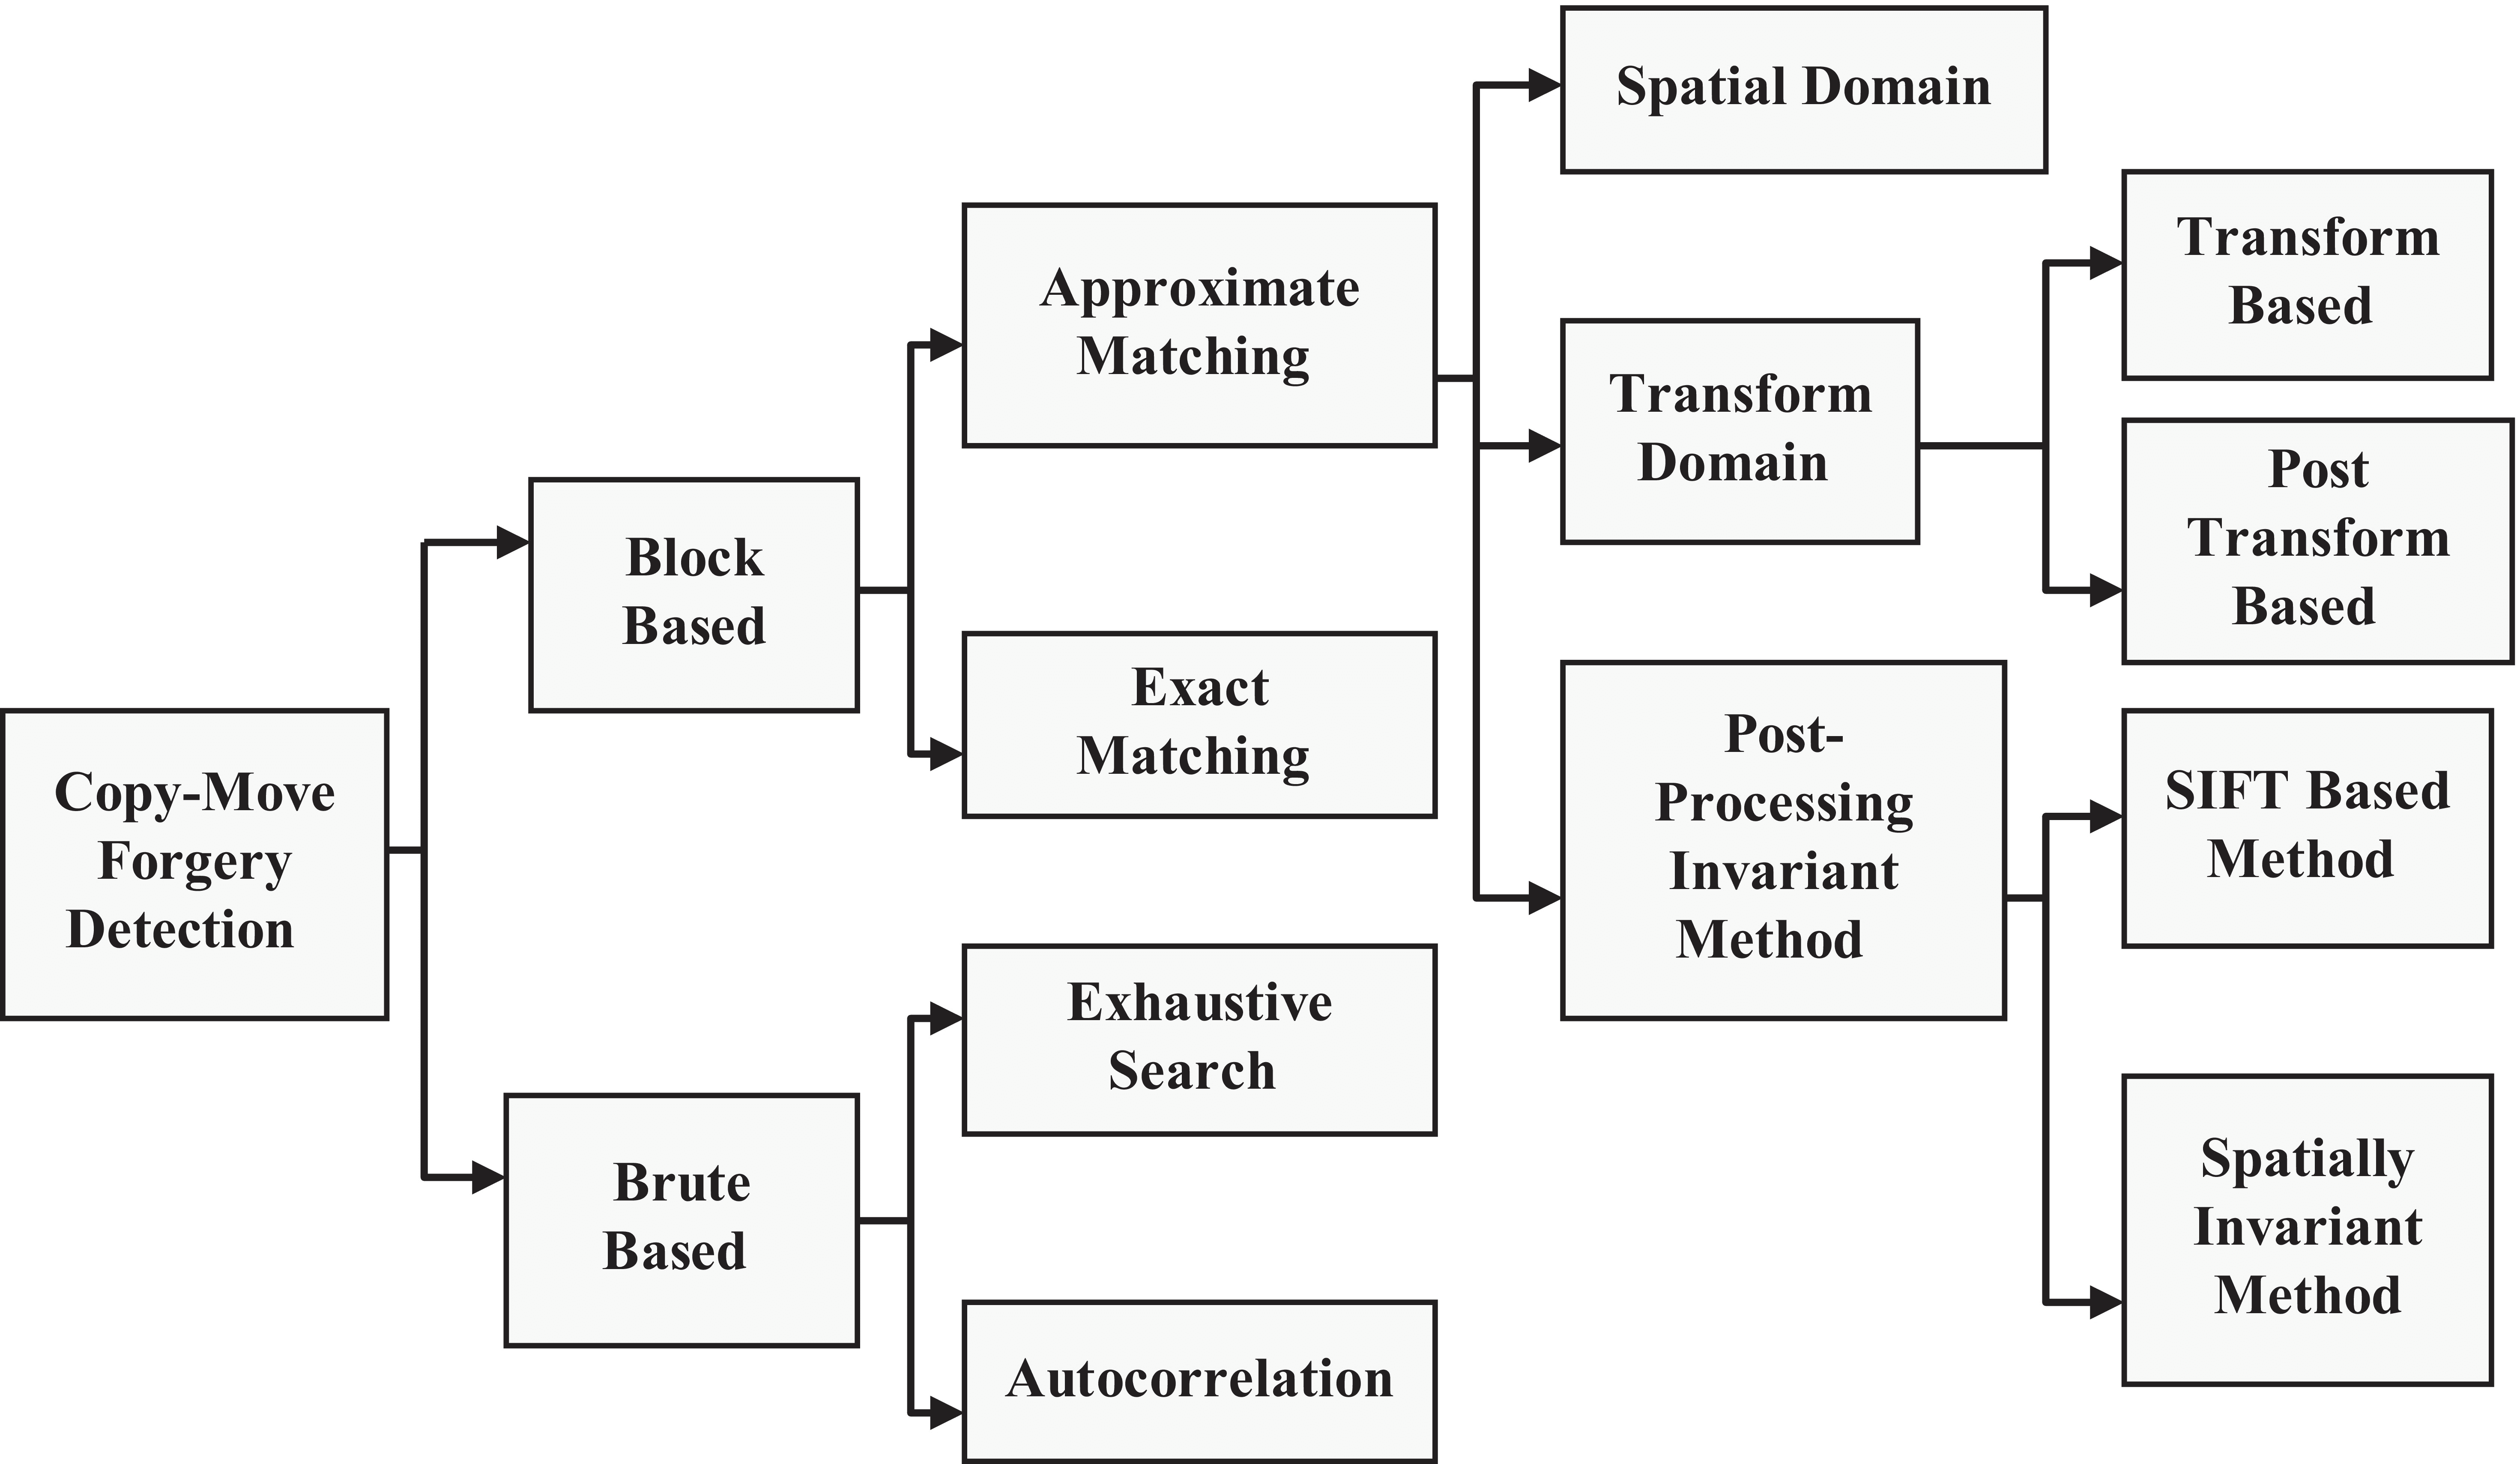 Copy-Move
Forgery
Detection
Block
Based
Brute
Based
Approximate
Matching
Exact
Matching
Exhaustive
Search
Autocorrelation
Spatial Domain
Transform
Domain
Post-
Processing
Invariant
Method
Transform
Based
Post
Transform
Based
SIFT Based
Method
Spatially
Invariant
Method